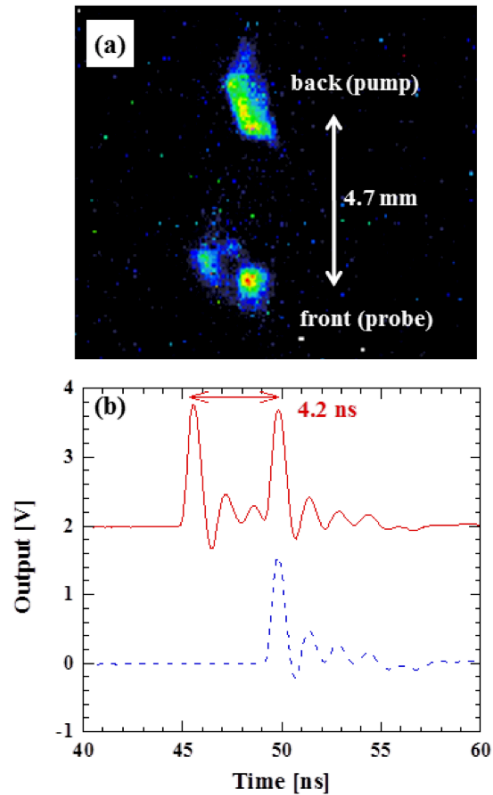 (a)
back (pump)
4.7 mm
front (probe)
(b)
4.2 ns
4
3
2
1
0
-1
Output [V]
40
45
50
55
60
Time [ns]